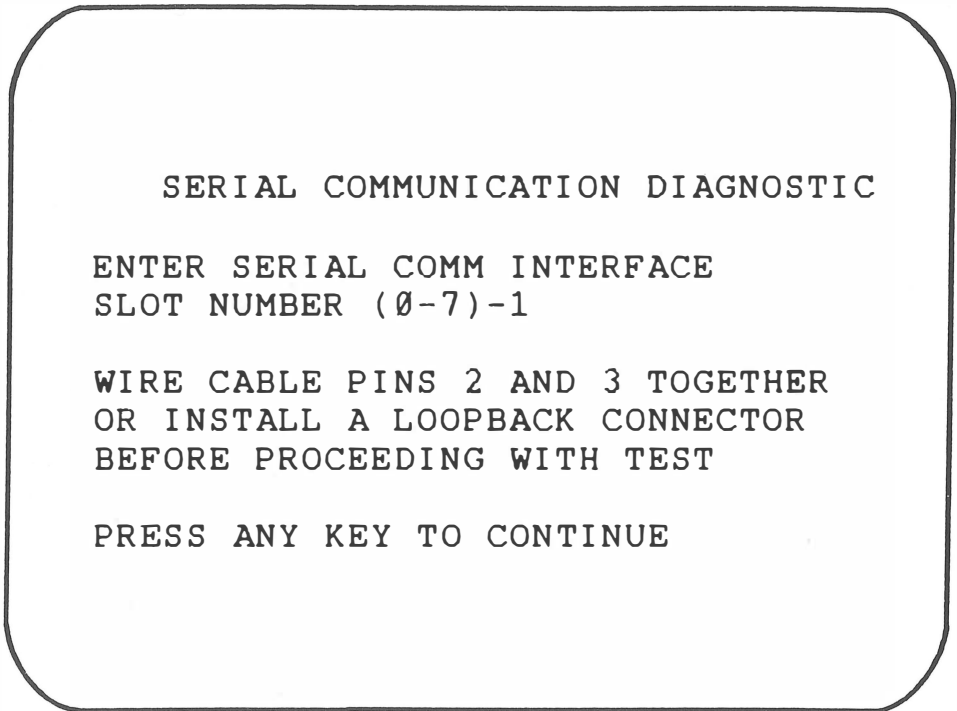 SERIAL COMMUNICATION DIAGNOSTIC
ENTER SERIAL COMM INTERFACE
SLOT NUMBER (0-7)-1
WIRE CABLE PINS 2 AND 3 TOGETHER
OR INSTALL A LOOPBACK CONNECTOR
BEFORE PROCEEDING WITH TEST
PRESS ANY KEY TO CONTINUE